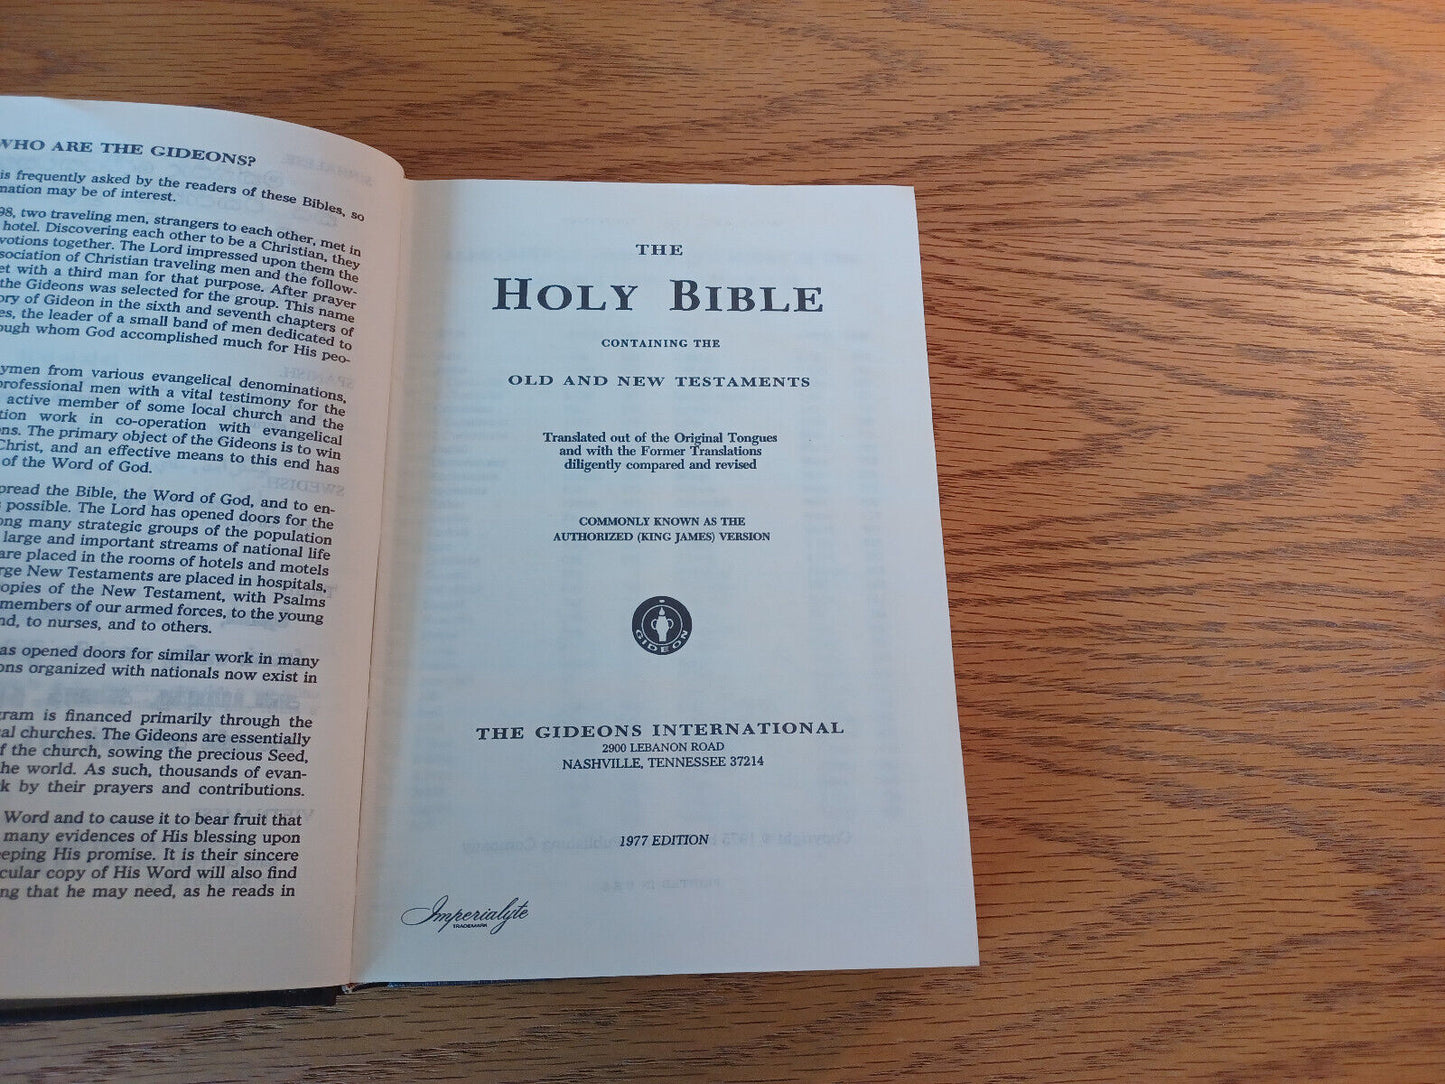 WHO ARE THE GIDEONS?
is frequently asked by the readers of these Bibles, so
mation may be of interest.
98, two traveling men, strangers to each other, met in
hotel. Discovering each other to be a Christian, they
votions together. The Lord impressed upon them the
sociation of Christian traveling men and the follow-
et with a third man for that purpose. After prayer
the Gideons was selected for the group. This name
ory of Gideon in the sixth and seventh chapters of
es, the leader of a small band of men dedicated to
ough whom God accomplished much for His peo-
ymen from various evangelical denominations,
professional men with a vital testimony for the
active member of some local church and the
tion work in co-operation with evangelical
ns. The primary object of the Gideons is to win
Christ, and an effective means to this end has
of the Word of God.
pread the Bible, the Word of God, and to en-
s possible. The Lord has opened doors for the
ong many strategic groups of the population
large and important streams of national life
are placed in the rooms of hotels and motels
rge New Testaments are placed in hospitals,
opies of the New Testament, with Psalms
members of our armed forces, to the young
nd, to nurses, and to others.
as opened doors for similar work in many
ons organized with nationals now exist in
gram is financed primarily through the
cal churches. The Gideons are essentially
of the church, sowing the precious Seed,
he world. As such, thousands of evan-
k by their prayers and contributions.
Word and to cause it to bear fruit that
many evidences of His blessing upon
eeping His promise. It is their sincere
cular copy of His Word will also find
ng that he may need, as he reads in
THE
HOLY BIBLE
CONTAINING THE
OLD AND NEW TESTAMENTS
Translated out of the Original Tongues
and with the Former Translations
diligently compared and revised
COMMONLY KNOWN AS THE
AUTHORIZED (KING JAMES) VERSION
GIDEON
THE GIDEONS INTERNATIONAL
2900 LEBANON ROAD
NASHVILLE, TENNESSEE 37214
1977 EDITION
Imperialyte
TRADEMARK